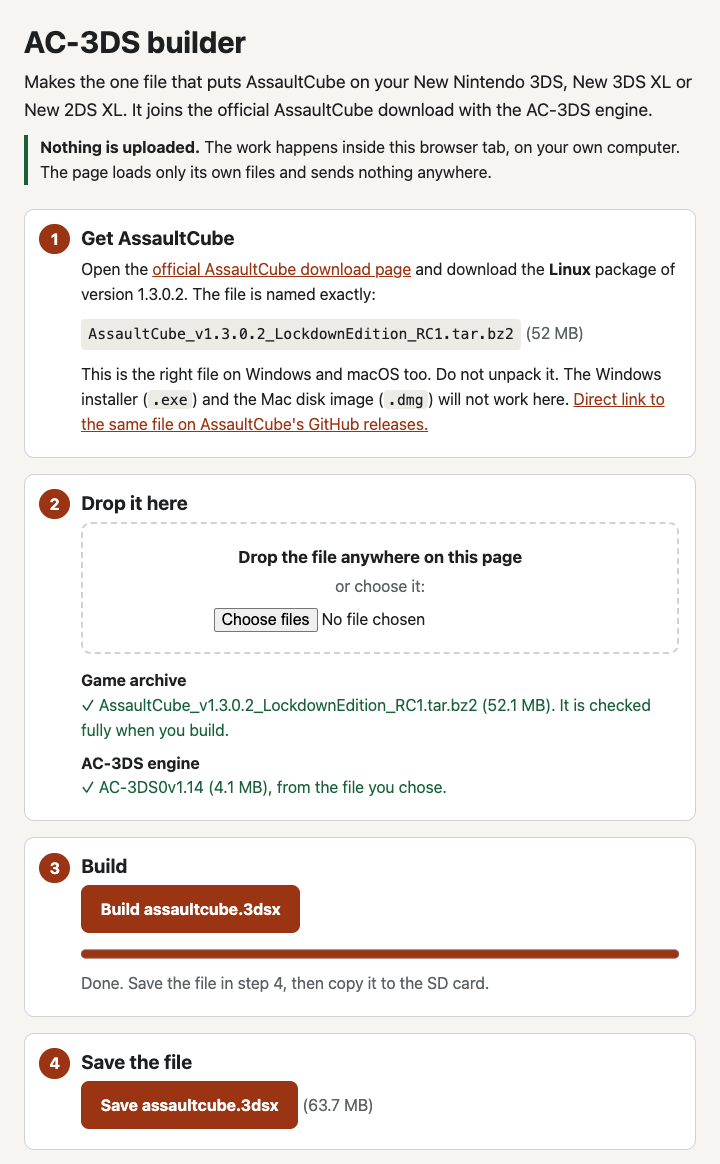 AC-3DS builder
Makes the one file that puts AssaultCube on your New Nintendo 3DS, New 3DS XL or
New 2DS XL. It joins the official AssaultCube download with the AC-3DS engine.
Nothing is uploaded. The work happens inside this browser tab, on your own computer.
The page loads only its own files and sends nothing anywhere.
1 Get AssaultCube
Open the official AssaultCube download page and download the Linux package of
version 1.3.0.2. The file is named exactly:
AssaultCube_v1.3.0.2_LockdownEdition_RC1.tar.bz2 (52 MB)
This is the right file on Windows and macOS too. Do not unpack it. The Windows
installer (.exe) and the Mac disk image (.dmg) will not work here. Direct link to
the same file on AssaultCube's GitHub releases.
2 Drop it here
Drop the file anywhere on this page
or choose it:
Choose files No file chosen
Game archive
✓ AssaultCube_v1.3.0.2_LockdownEdition_RC1.tar.bz2 (52.1 MB). It is checked
fully when you build.
AC-3DS engine
✓ AC-3DS0v1.14 (4.1 MB), from the file you chose.
3 Build
Build assaultcube.3dsx
Done. Save the file in step 4, then copy it to the SD card.
4 Save the file
Save assaultcube.3dsx (63.7 MB)